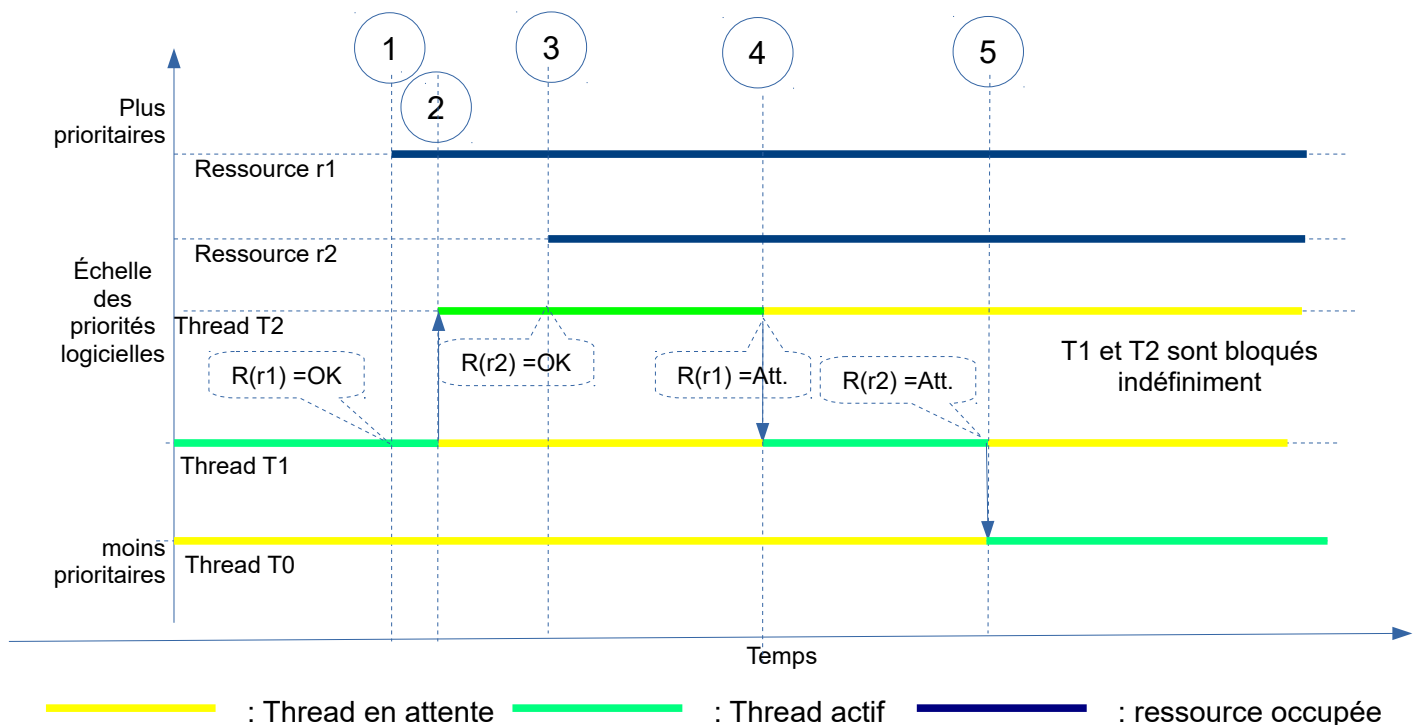 1
2
3
4
5
Plus
prioritaires
Ressource r1
Ressource r2
Échelle
des
priorités
logicielles
Thread T2
R(r1) =OK
R(r2) =OK
R(r1) =Att.
R(r2) =Att.
T1 et T2 sont bloqués
indéfiniment
Thread T1
moins
prioritaires
Thread T0
Temps
: Thread en attente
: Thread actif
: ressource occupée